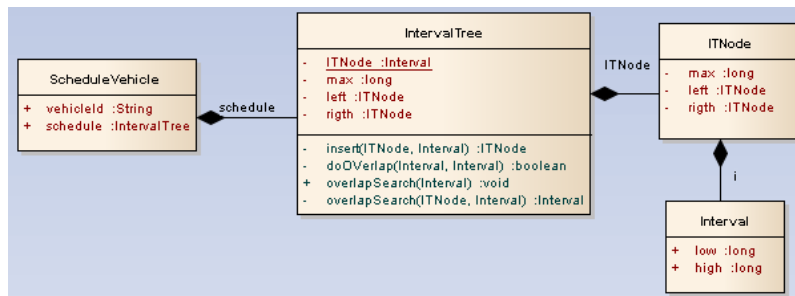 ScheduleVehicle
+ vehicleId :String
+ schedule :IntervalTree
schedule
IntervalTree
- ITNode :Interval
- max :long
- left :ITNode
- rigth :ITNode
- insert(ITNode, Interval) :ITNode
- doOVerlap(Interval, Interval) :boolean
+ overlapSearch(Interval) :void
- overlapSearch(ITNode, Interval) :Interval
ITNode
ITNode
- max :long
- left :ITNode
- rigth :ITNode
i
Interval
+ low :long
+ high :long